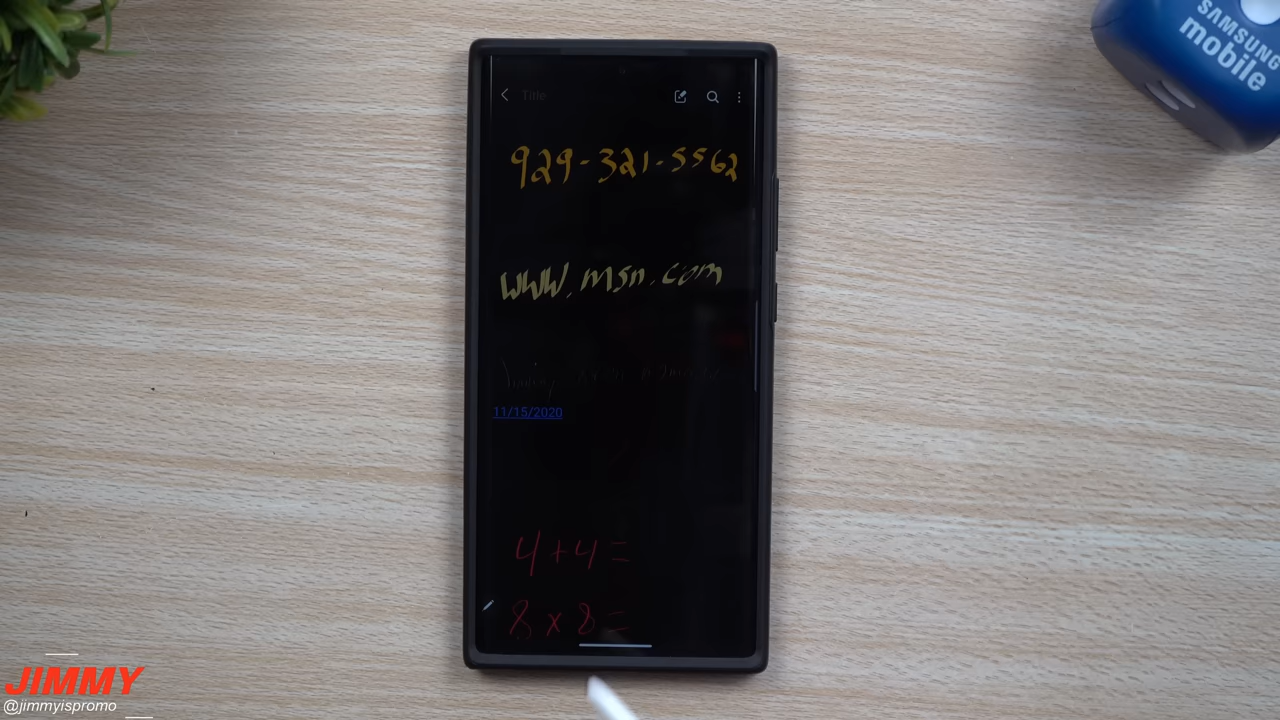 SAMSUNG
mobile
Title
929-321-5562
www.msn.com
11/15/2020
4+4=
8x8=
JIMMY
@jimmyispromo